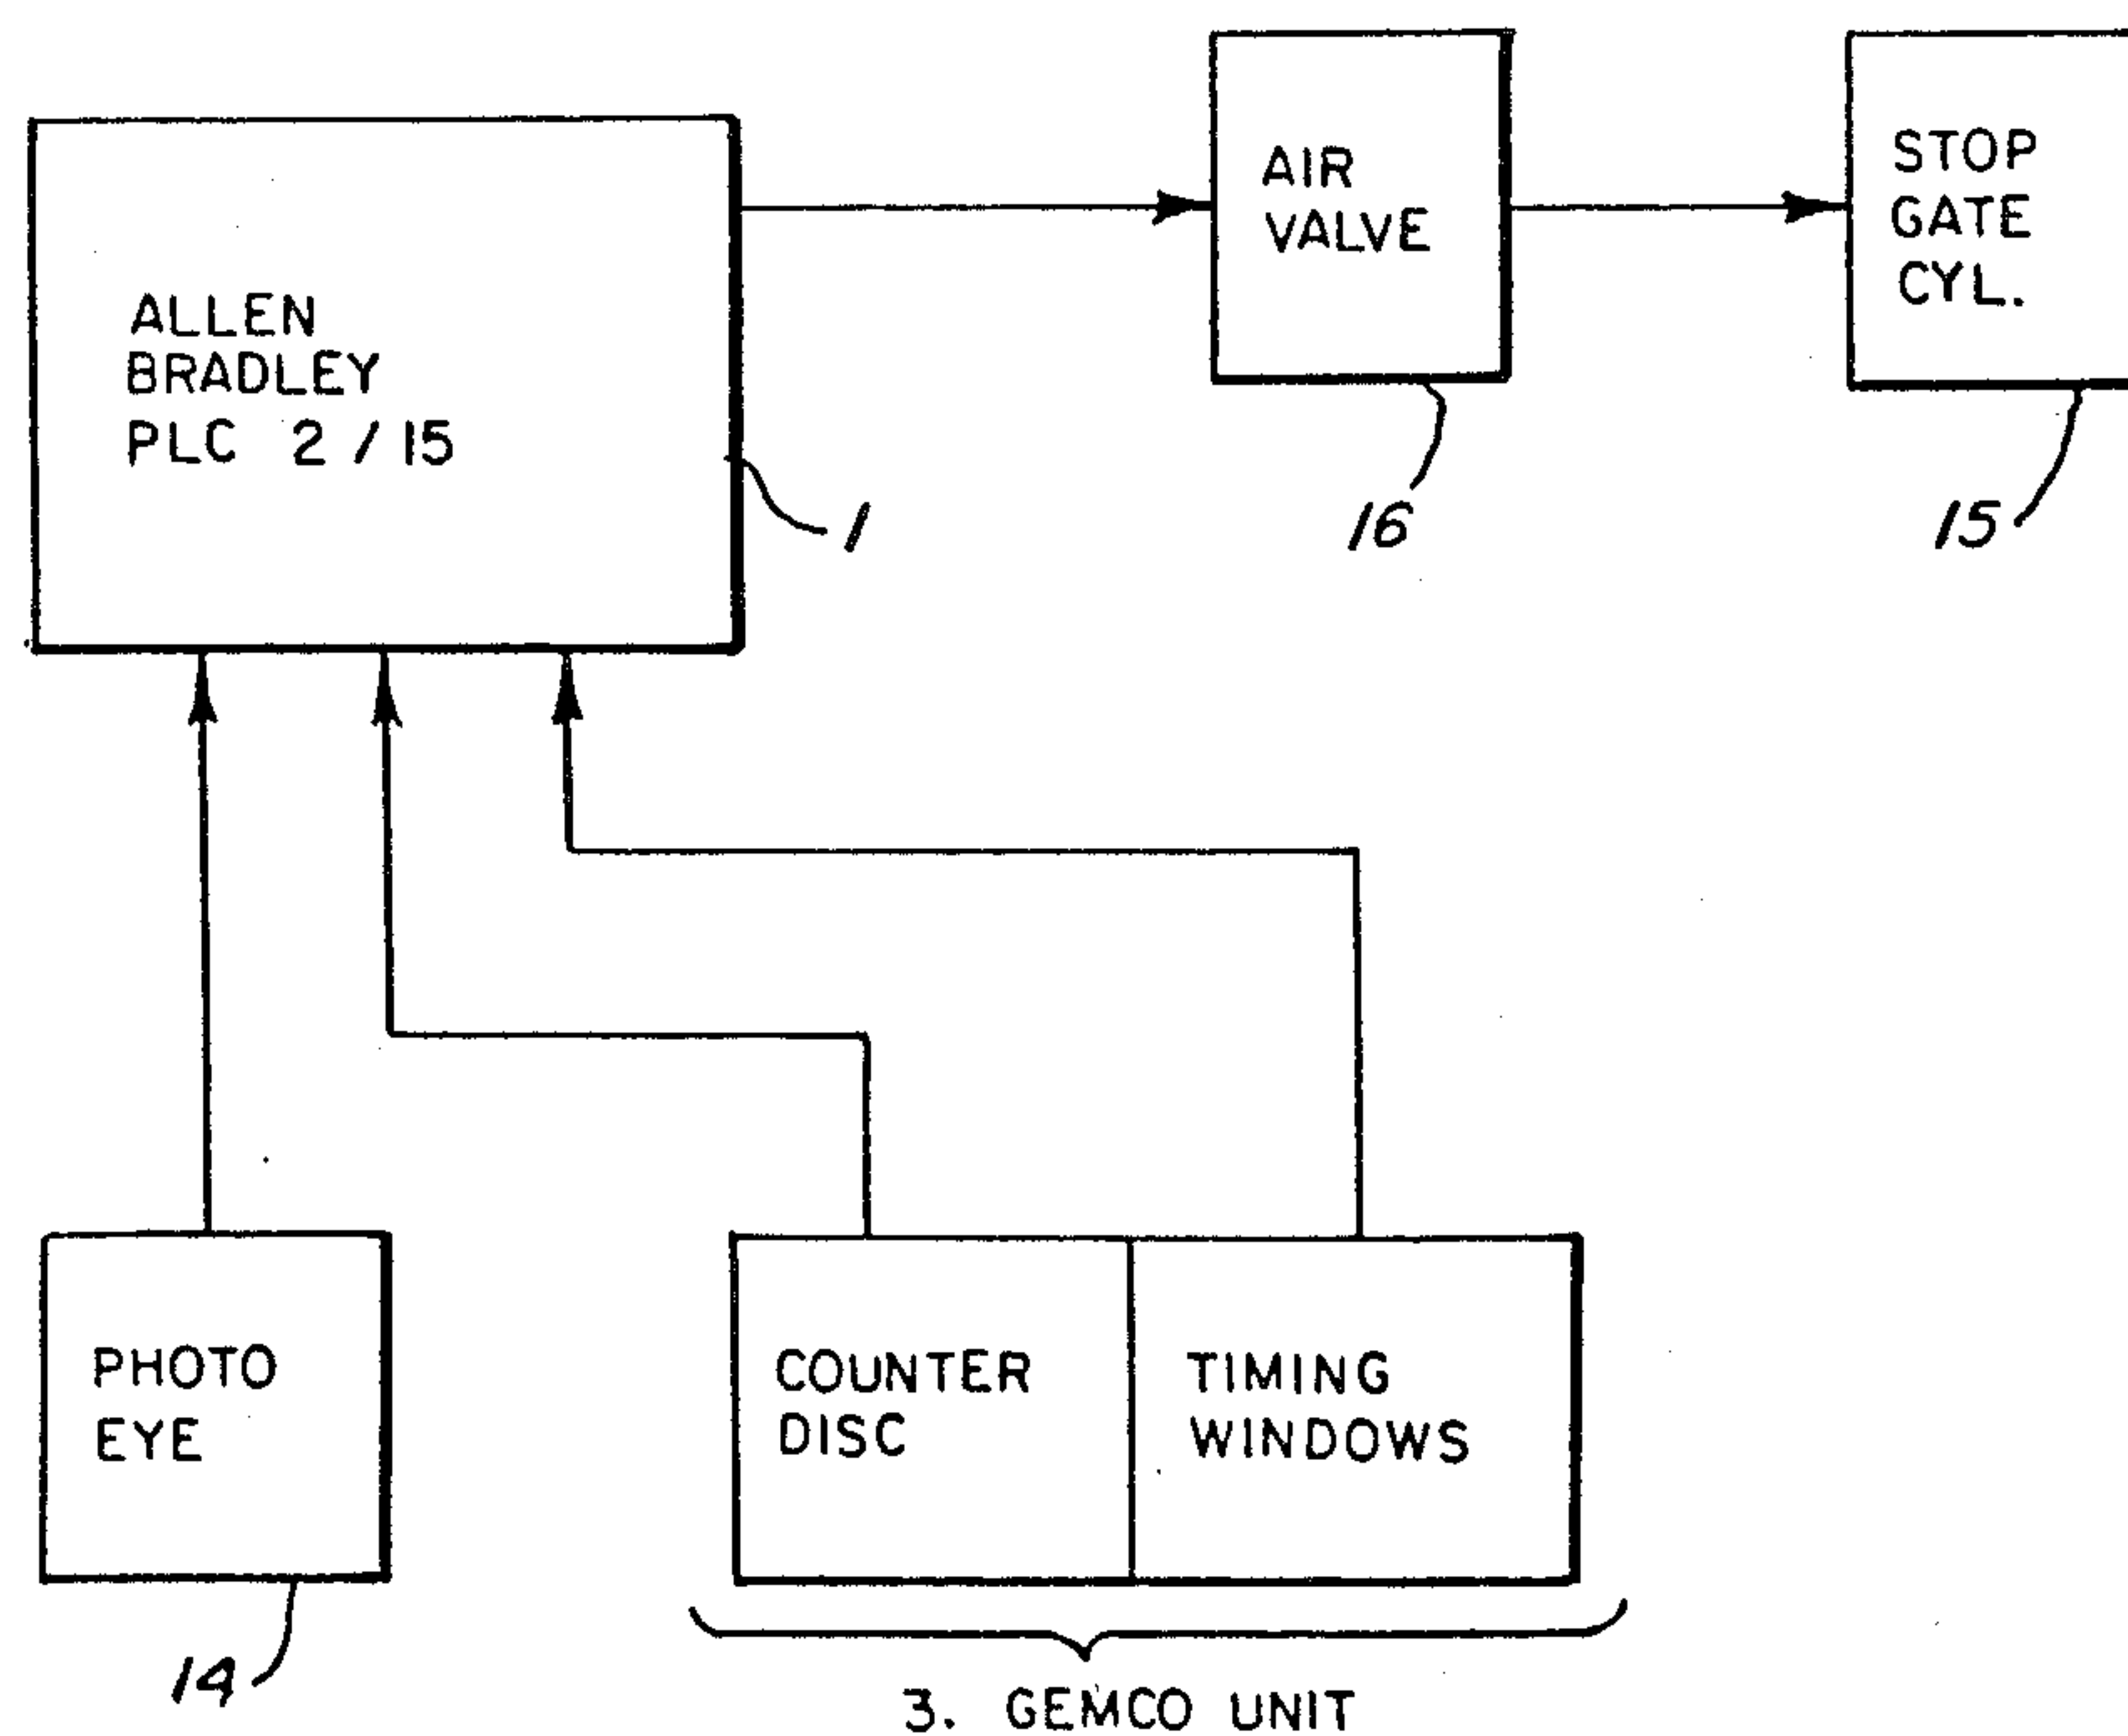 AIR
VALVE
STOP
GATE
CYL.
ALLEN
BRADLEY
PLC 2 / 15
1
16
15
PHOTO
EYE
COUNTER
DISC
TIMING
WINDOWS
14
3. GEMCO UNIT